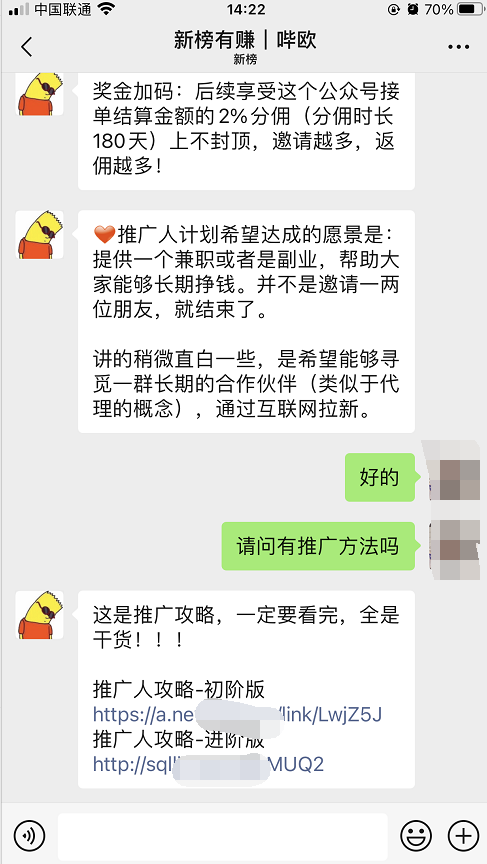 中国联通
14:22
70%
新榜有赚｜哔欧
新榜
奖金加码：后续享受这个公众号接
单结算金额的2%分佣（分佣时长
180天）上不封顶，邀请越多，返
佣越多！
❤️推广人计划希望达成的愿景是：
提供一个兼职或者是副业，帮助大
家能够长期挣钱。并不是邀请一两
位朋友，就结束了。
讲的稍微直白一些，是希望能够寻
觅一群长期的合作伙伴（类似于代
理的概念），通过互联网拉新。
好的
请问有推广方法吗
这是推广攻略，一定要看完，全是
干货！！！
推广人攻略-初阶版
https://a.ne /link/LwjZ5J
推广人攻略-进阶版
http://sql MUQ2